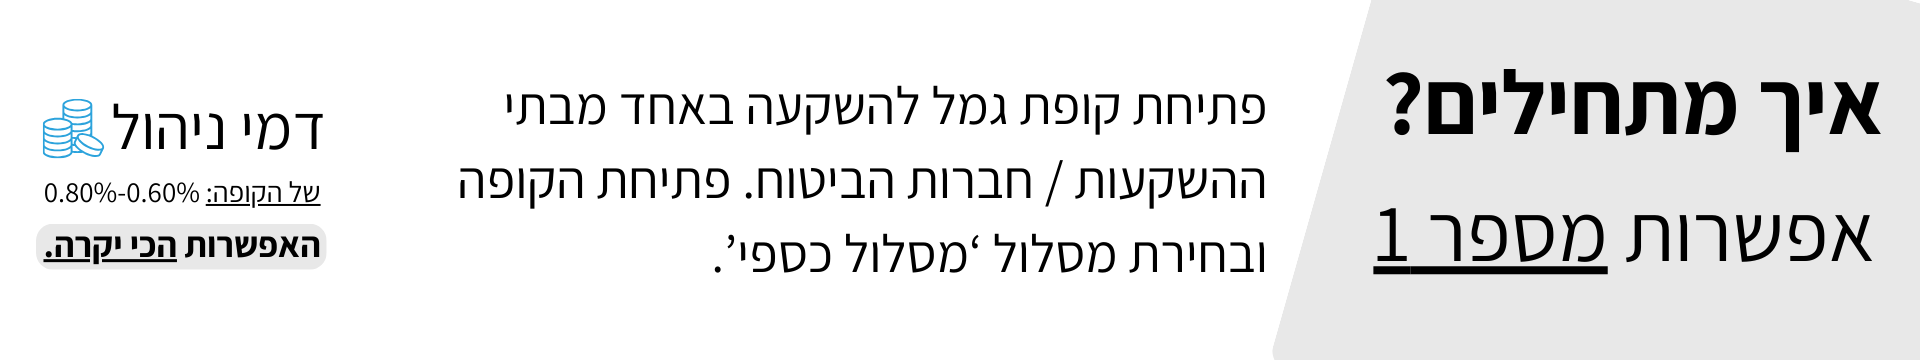 איך מתחילים?
אפשרות מספר 1
פתיחת קופת גמל להשקעה באחד מבתי
ההשקעות / חברות הביטוח. פתיחת הקופה
ובחירת מסלול ‘מסלול כספי’.
דמי ניהול
של הקופה: 0.80%-0.60%
האפשרות הכי יקרה.